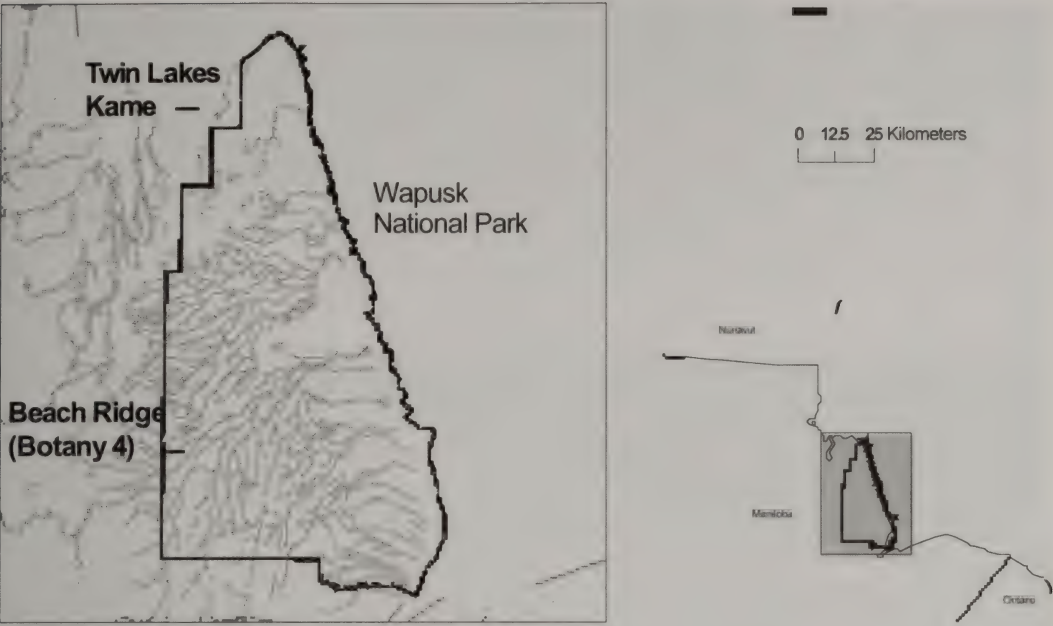 Twin Lakes
Kame
Wapusk
National Park
Beach Ridge
(Botany 4)
0 12.5 25 Kilometers
Nunavut
Manitoba
Ontario